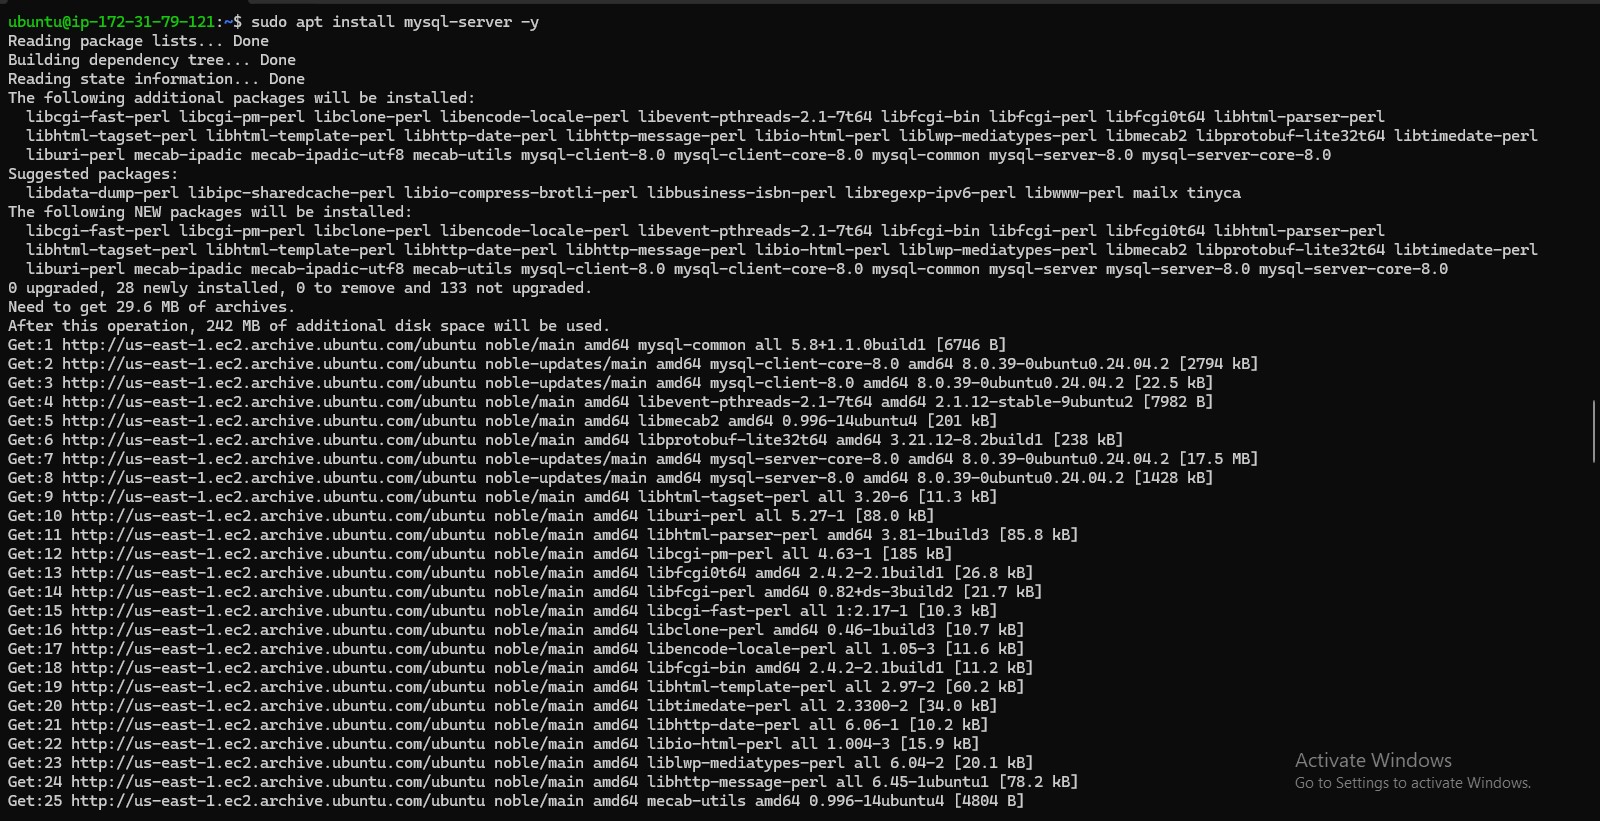 ubuntu@ip-172-31-79-121:~$ sudo apt install mysql-server -y
Reading package lists... Done
Building dependency tree... Done
Reading state information... Done
The following additional packages will be installed:
  libcgi-fast-perl libcgi-pm-perl libclone-perl libencode-locale-perl libevent-pthreads-2.1-7t64 libfcgi-bin libfcgi-perl libfcgi0t64 libhtml-parser-perl
  libhtml-tagset-perl libhtml-template-perl libhttp-date-perl libhttp-message-perl libio-html-perl liblwp-mediatypes-perl libmecab2 libprotobuf-lite32t64 libtimedate-perl
  liburi-perl mecab-ipadic mecab-ipadic-utf8 mecab-utils mysql-client-8.0 mysql-client-core-8.0 mysql-common mysql-server-8.0 mysql-server-core-8.0
Suggested packages:
  libdata-dump-perl libipc-sharedcache-perl libio-compress-brotli-perl libbusiness-isbn-perl libregexp-ipv6-perl libwww-perl mailx tinyca
The following NEW packages will be installed:
  libcgi-fast-perl libcgi-pm-perl libclone-perl libencode-locale-perl libevent-pthreads-2.1-7t64 libfcgi-bin libfcgi-perl libfcgi0t64 libhtml-parser-perl
  libhtml-tagset-perl libhtml-template-perl libhttp-date-perl libhttp-message-perl libio-html-perl liblwp-mediatypes-perl libmecab2 libprotobuf-lite32t64 libtimedate-perl
  liburi-perl mecab-ipadic mecab-ipadic-utf8 mecab-utils mysql-client-8.0 mysql-client-core-8.0 mysql-common mysql-server mysql-server-8.0 mysql-server-core-8.0
0 upgraded, 28 newly installed, 0 to remove and 133 not upgraded.
Need to get 29.6 MB of archives.
After this operation, 242 MB of additional disk space will be used.
Get:1 http://us-east-1.ec2.archive.ubuntu.com/ubuntu noble/main amd64 mysql-common all 5.8+1.1.0build1 [6746 B]
Get:2 http://us-east-1.ec2.archive.ubuntu.com/ubuntu noble-updates/main amd64 mysql-client-core-8.0 amd64 8.0.39-0ubuntu0.24.04.2 [2794 kB]
Get:3 http://us-east-1.ec2.archive.ubuntu.com/ubuntu noble-updates/main amd64 mysql-client-8.0 amd64 8.0.39-0ubuntu0.24.04.2 [22.5 kB]
Get:4 http://us-east-1.ec2.archive.ubuntu.com/ubuntu noble/main amd64 libevent-pthreads-2.1-7t64 amd64 2.1.12-stable-9ubuntu2 [7982 B]
Get:5 http://us-east-1.ec2.archive.ubuntu.com/ubuntu noble/main amd64 libmecab2 amd64 0.996-14ubuntu4 [201 kB]
Get:6 http://us-east-1.ec2.archive.ubuntu.com/ubuntu noble/main amd64 libprotobuf-lite32t64 amd64 3.21.12-8.2build1 [238 kB]
Get:7 http://us-east-1.ec2.archive.ubuntu.com/ubuntu noble-updates/main amd64 mysql-server-core-8.0 amd64 8.0.39-0ubuntu0.24.04.2 [17.5 MB]
Get:8 http://us-east-1.ec2.archive.ubuntu.com/ubuntu noble-updates/main amd64 mysql-server-8.0 amd64 8.0.39-0ubuntu0.24.04.2 [1428 kB]
Get:9 http://us-east-1.ec2.archive.ubuntu.com/ubuntu noble/main amd64 libhtml-tagset-perl all 3.20-6 [11.3 kB]
Get:10 http://us-east-1.ec2.archive.ubuntu.com/ubuntu noble/main amd64 liburi-perl all 5.27-1 [88.0 kB]
Get:11 http://us-east-1.ec2.archive.ubuntu.com/ubuntu noble/main amd64 libhtml-parser-perl amd64 3.81-1build3 [85.8 kB]
Get:12 http://us-east-1.ec2.archive.ubuntu.com/ubuntu noble/main amd64 libcgi-pm-perl all 4.63-1 [185 kB]
Get:13 http://us-east-1.ec2.archive.ubuntu.com/ubuntu noble/main amd64 libfcgi0t64 amd64 2.4.2-2.1build1 [26.8 kB]
Get:14 http://us-east-1.ec2.archive.ubuntu.com/ubuntu noble/main amd64 libfcgi-perl amd64 0.82+ds-3build2 [21.7 kB]
Get:15 http://us-east-1.ec2.archive.ubuntu.com/ubuntu noble/main amd64 libcgi-fast-perl all 1:2.17-1 [10.3 kB]
Get:16 http://us-east-1.ec2.archive.ubuntu.com/ubuntu noble/main amd64 libclone-perl amd64 0.46-1build3 [10.7 kB]
Get:17 http://us-east-1.ec2.archive.ubuntu.com/ubuntu noble/main amd64 libencode-locale-perl all 1.05-3 [11.6 kB]
Get:18 http://us-east-1.ec2.archive.ubuntu.com/ubuntu noble/main amd64 libfcgi-bin amd64 2.4.2-2.1build1 [11.2 kB]
Get:19 http://us-east-1.ec2.archive.ubuntu.com/ubuntu noble/main amd64 libhtml-template-perl all 2.97-2 [60.2 kB]
Get:20 http://us-east-1.ec2.archive.ubuntu.com/ubuntu noble/main amd64 libtimedate-perl all 2.3300-2 [34.0 kB]
Get:21 http://us-east-1.ec2.archive.ubuntu.com/ubuntu noble/main amd64 libhttp-date-perl all 6.06-1 [10.2 kB]
Get:22 http://us-east-1.ec2.archive.ubuntu.com/ubuntu noble/main amd64 libio-html-perl all 1.004-3 [15.9 kB]
Get:23 http://us-east-1.ec2.archive.ubuntu.com/ubuntu noble/main amd64 liblwp-mediatypes-perl all 6.04-2 [20.1 kB]
Get:24 http://us-east-1.ec2.archive.ubuntu.com/ubuntu noble/main amd64 libhttp-message-perl all 6.45-1ubuntu1 [78.2 kB]
Get:25 http://us-east-1.ec2.archive.ubuntu.com/ubuntu noble/main amd64 mecab-utils amd64 0.996-14ubuntu4 [4804 B]
Activate Windows
Go to Settings to activate Windows.